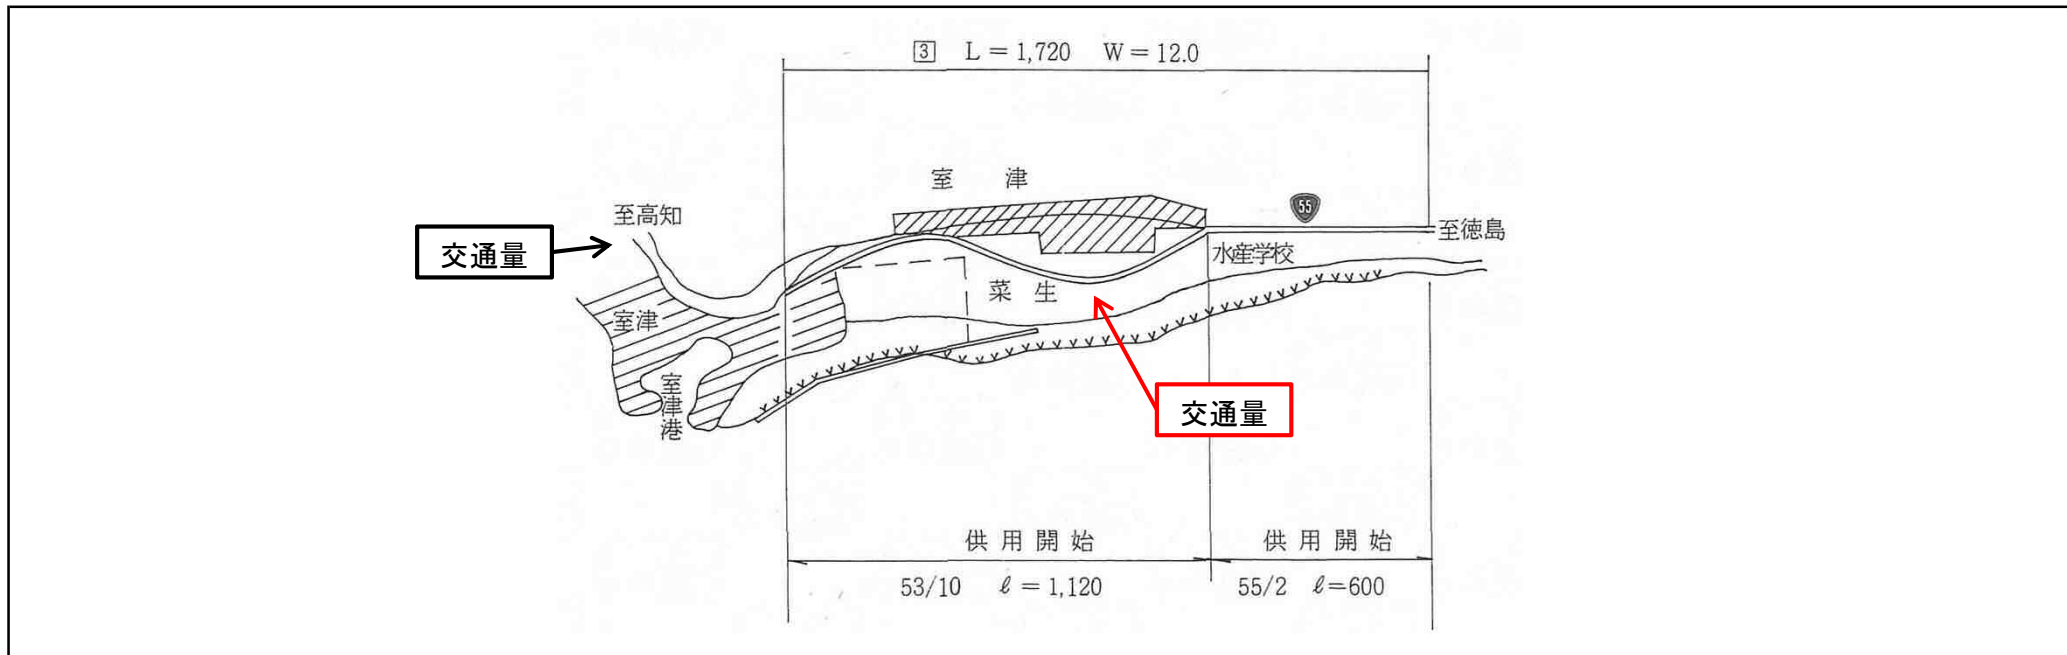 3 L=1,720 W=12.0
室津
至高知
55
交通量
至徳島
水産学校
菜生
室津
室津港
交通量
供用開始 供用開始
53/10 ℓ=1,120 55/2 ℓ=600